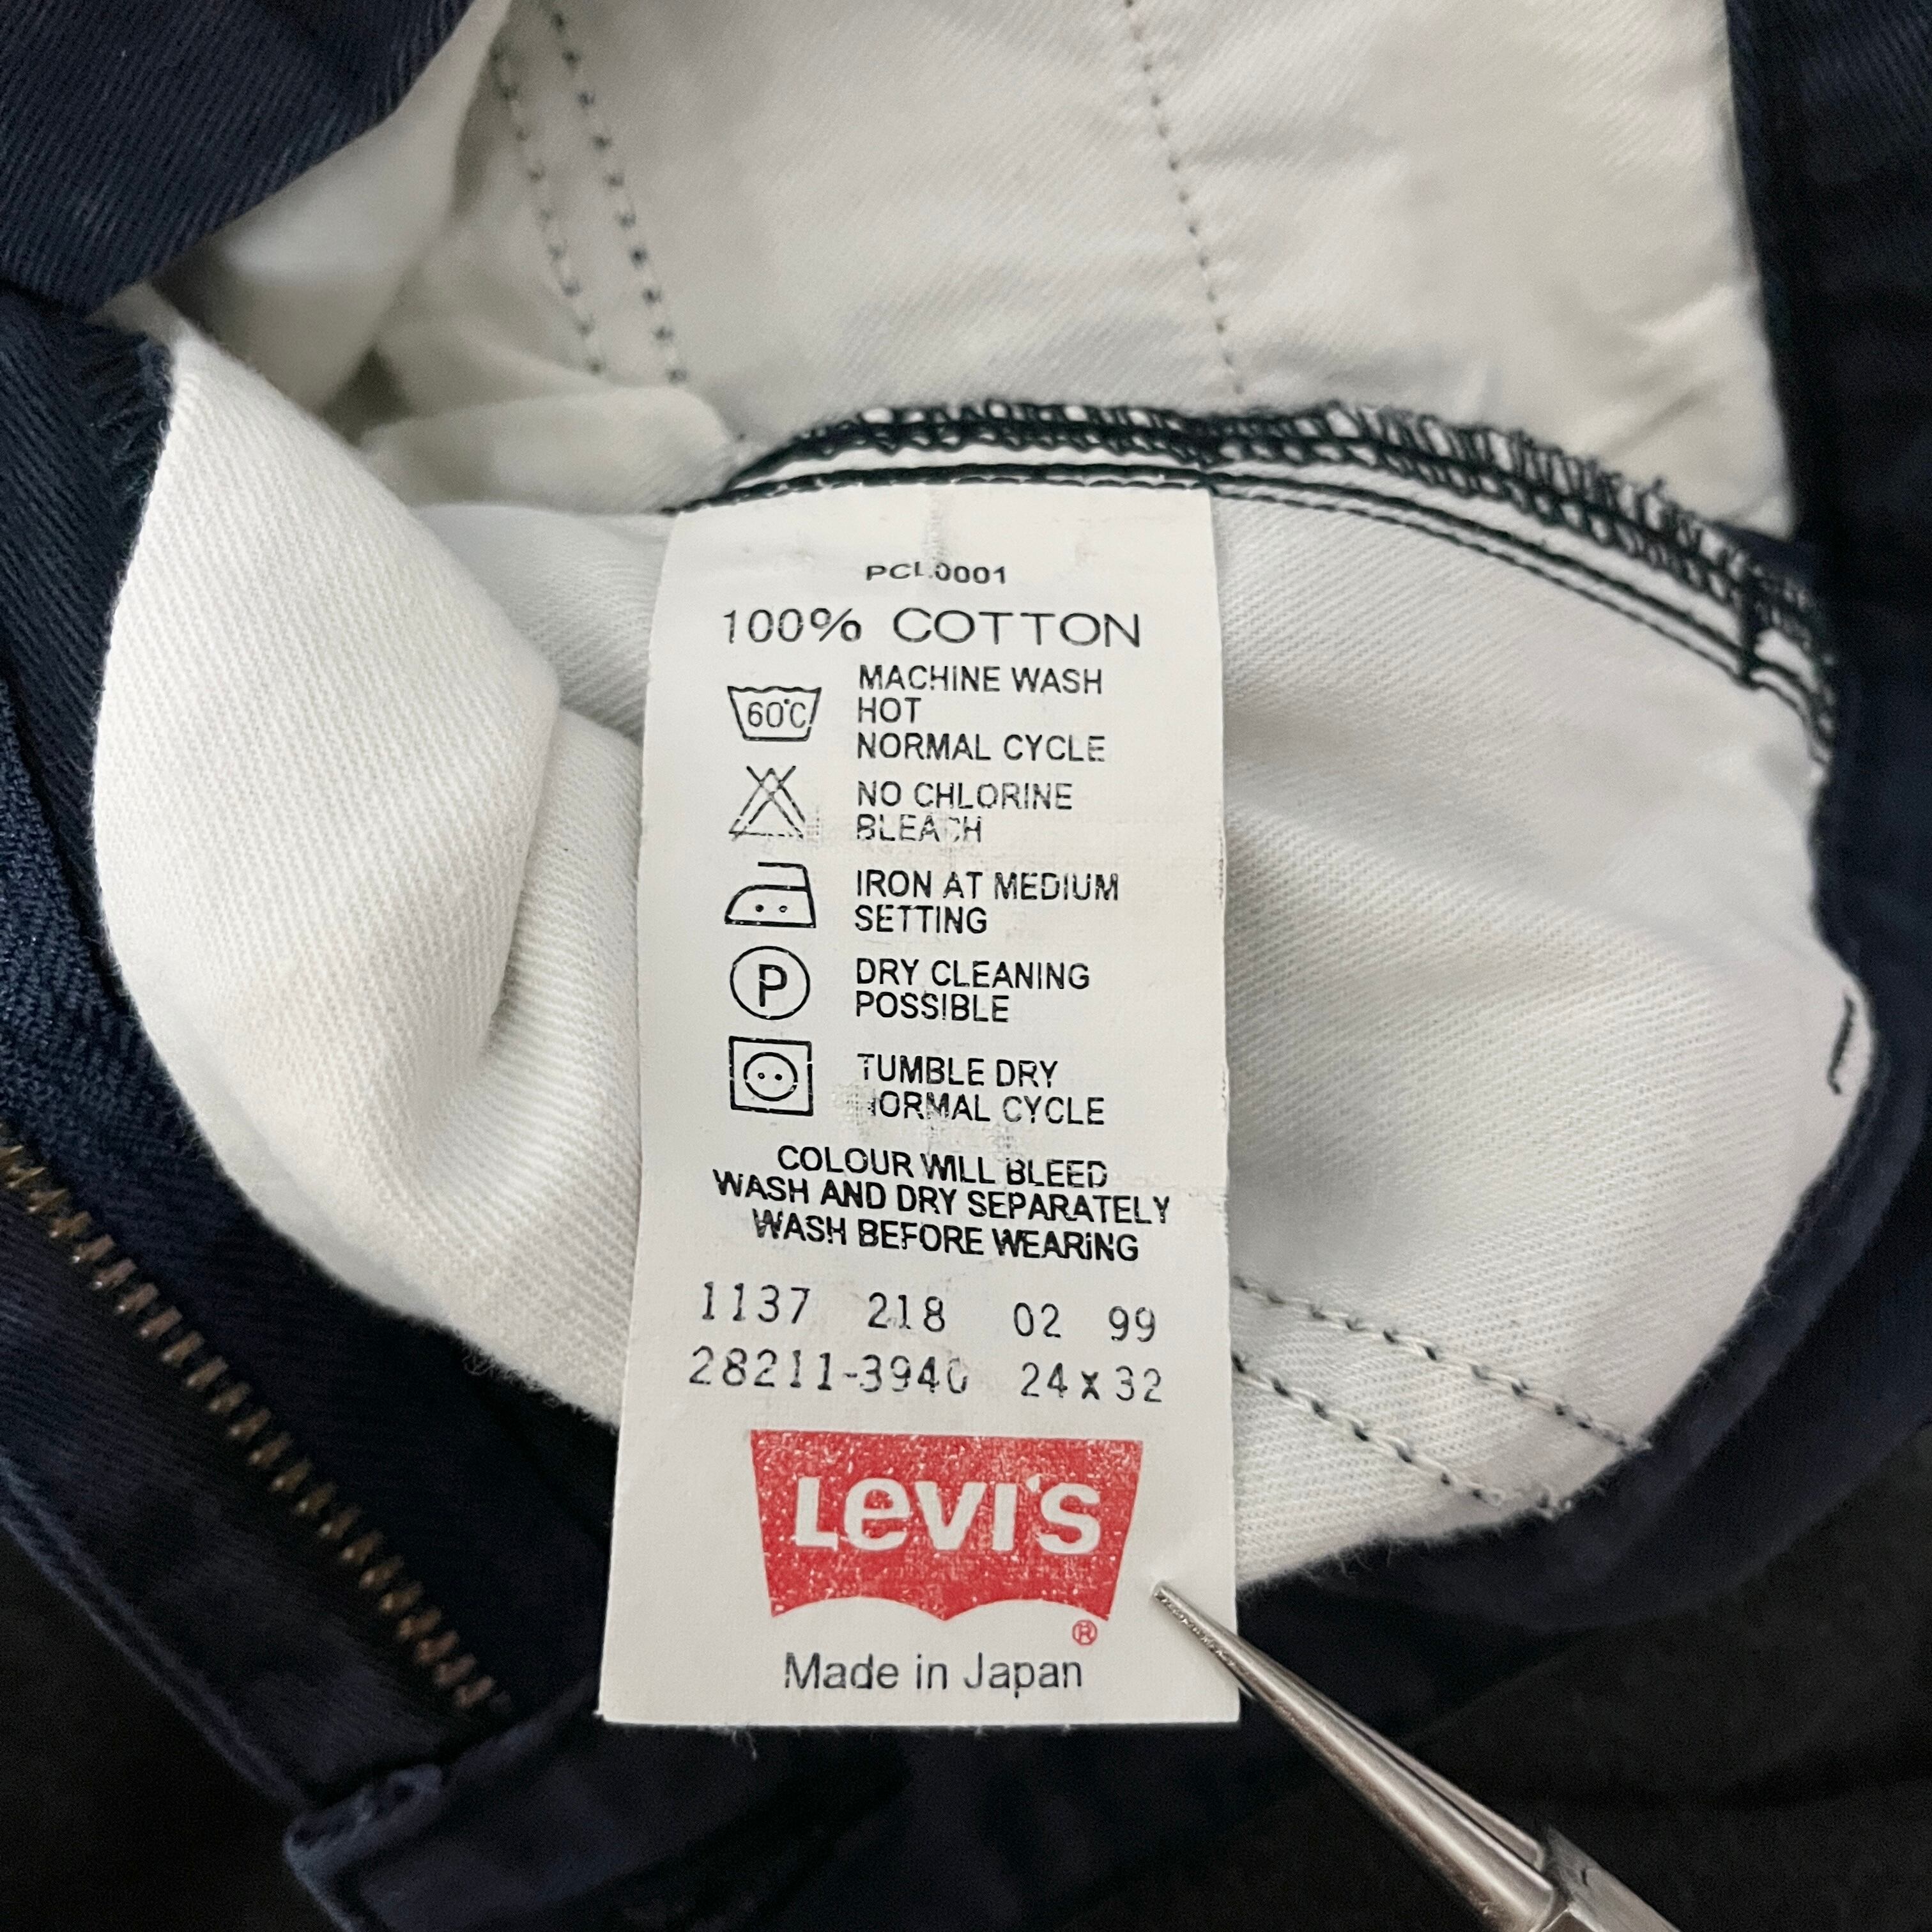 PCL0001
100% COTTON
60°C
MACHINE WASH
HOT
NORMAL CYCLE
NO CHLORINE
BLEACH
IRON AT MEDIUM
SETTING
P
DRY CLEANING
POSSIBLE
TUMBLE DRY
NORMAL CYCLE
COLOUR WILL BLEED
WASH AND DRY SEPARATELY
WASH BEFORE WEARING
1137 218 02 99
28211-3940 24 x 32
LEVI'S
®
Made in Japan